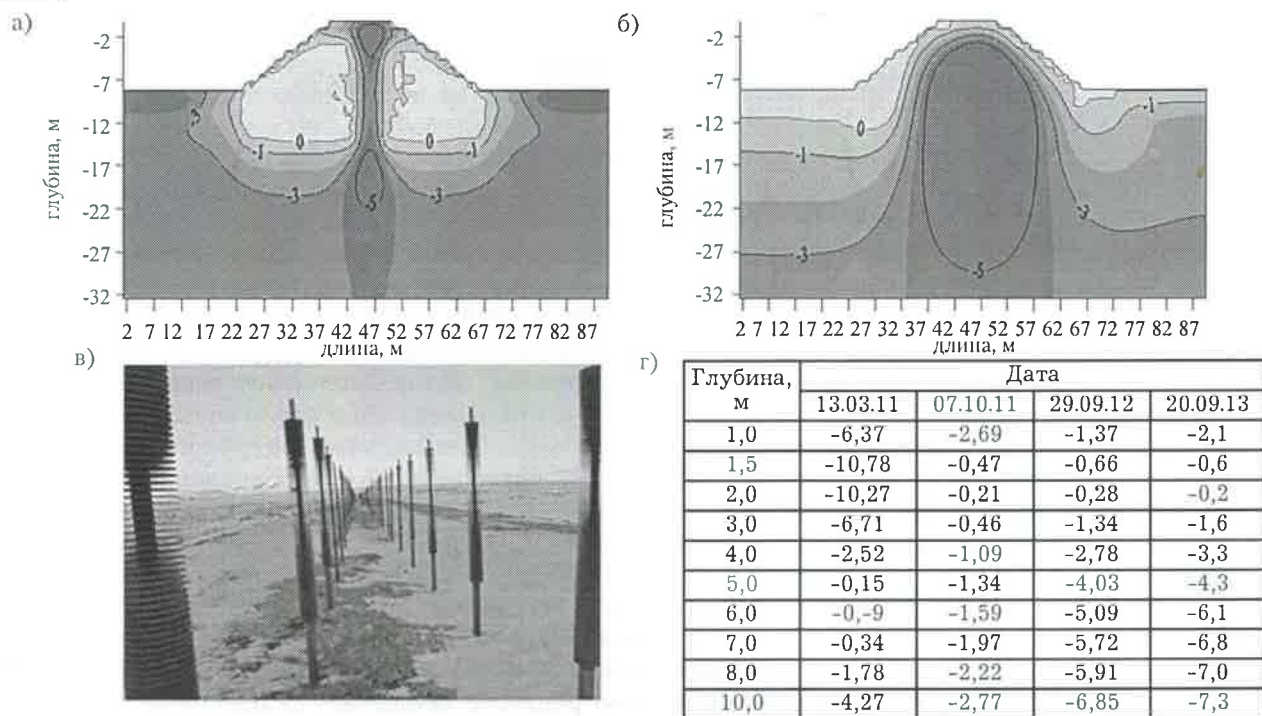 а)
-2
-7
-12
-17
-22
-27
-32
глубина, м
0
0
-1
-1
-3
-3
-3
-5
2 7 12 17 22 27 32 37 42 47 52 57 62 67 72 77 82 87
длина, м
б)
-2
-7
-12
-17
-22
-27
-32
глубина, м
0
-1
-1
-3
-3
-5
2 7 12 17 22 27 32 37 42 47 52 57 62 67 72 77 82 87
длина, м
в)
г)
Глубина, м Дата
13.03.11 07.10.11 29.09.12 20.09.13
1,0 -6,37 -2,69 -1,37 -2,1
1,5 -10,78 -0,47 -0,66 -0,6
2,0 -10,27 -0,21 -0,28 -0,2
3,0 -6,71 -0,46 -1,34 -1,6
4,0 -2,52 -1,09 -2,78 -3,3
5,0 -0,15 -1,34 -4,03 -4,3
6,0 -0,-9 -1,59 -5,09 -6,1
7,0 -0,34 -1,97 -5,72 -6,8
8,0 -1,78 -2,22 -5,91 -7,0
10,0 -4,27 -2,77 -6,85 -7,3